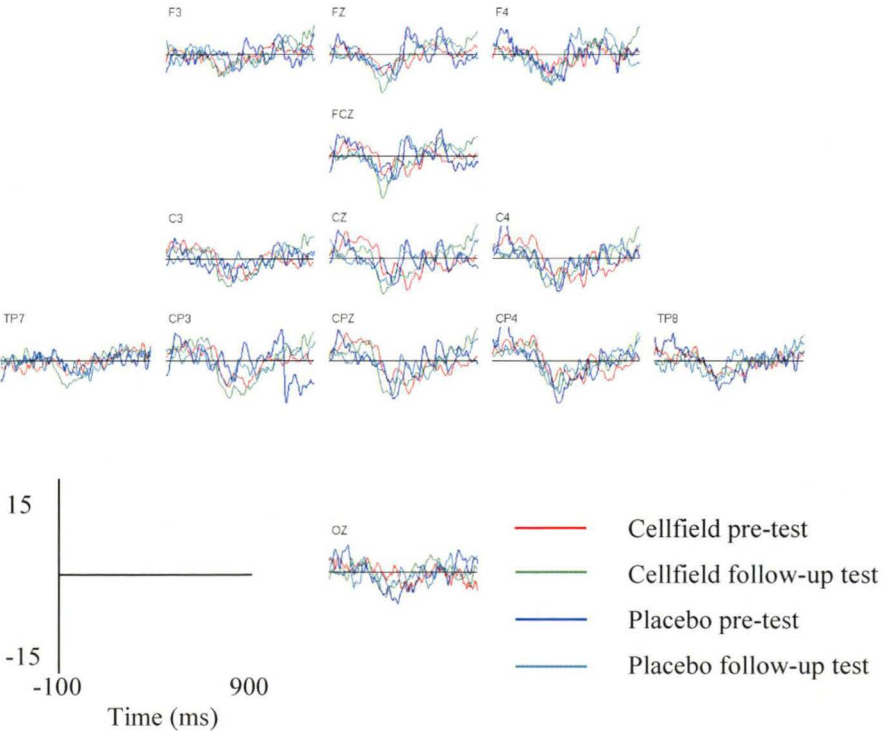 F3
FZ
F4
FCZ
C3
CZ
C4
TP7
CP3
CPZ
CP4
TP8
15
-15
-100
900
Time (ms)
OZ
Cellfield pre-test
Cellfield follow-up test
Placebo pre-test
Placebo follow-up test